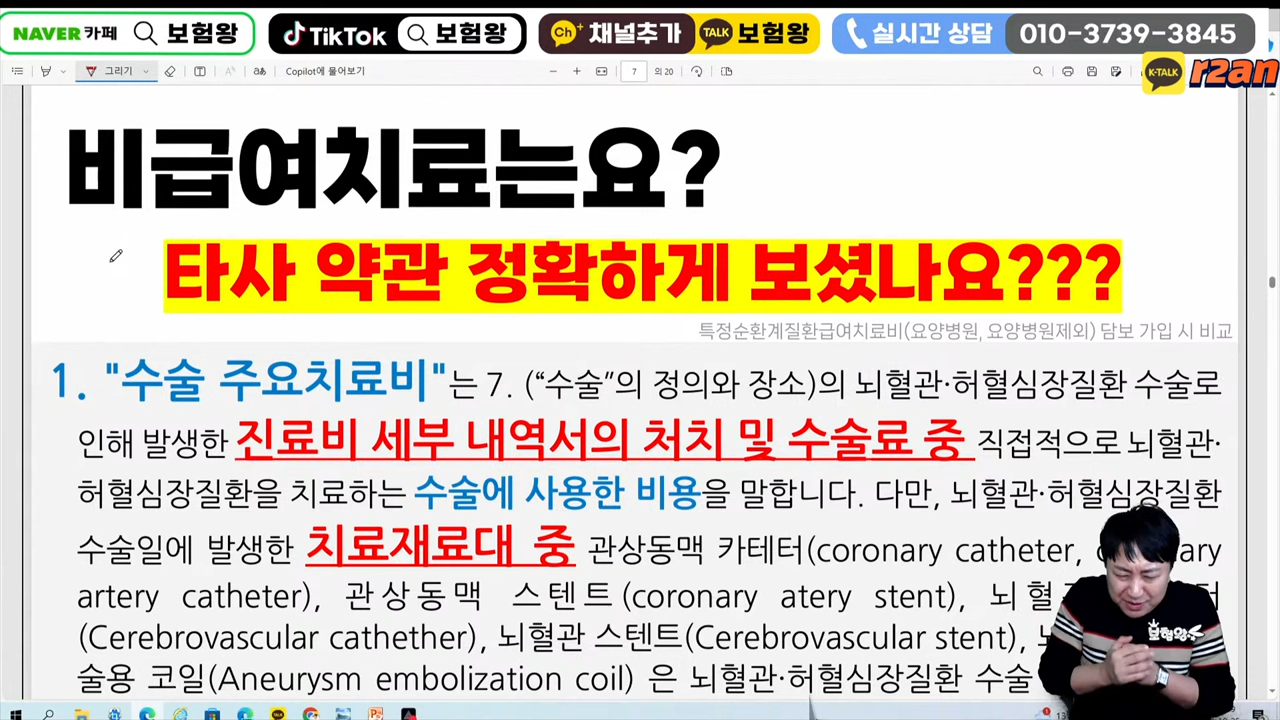 NAVER 카페 보험왕 TikTok 보험왕 Ch+ 채널추가 TALK 보험왕 실시간 상담 010-3739-3845
그리기 Copilot에 물어보기 7 의 20
K-TALK r2an
비급여치료는요?
타사 약관 정확하게 보셨나요???
특정순환계질환급여치료비(요양병원, 요양병원제외) 담보 가입 시 비교
1. "수술 주요치료비"는 7. (“수술”의 정의와 장소)의 뇌혈관·허혈심장질환 수술로
인해 발생한 진료비 세부 내역서의 처치 및 수술료 중 직접적으로 뇌혈관·
허혈심장질환을 치료하는 수술에 사용한 비용을 말합니다. 다만, 뇌혈관·허혈심장질환
수술일에 발생한 치료재료대 중 관상동맥 카테터(coronary catheter,
artery catheter), 관상동맥 스텐트(coronary atery stent),
(Cerebrovascular cathether), 뇌혈관 스텐트(Cerebrovascular stent),
술용 코일(Aneurysm embolization coil) 은 뇌혈관·허혈심장질환 수술
보험왕